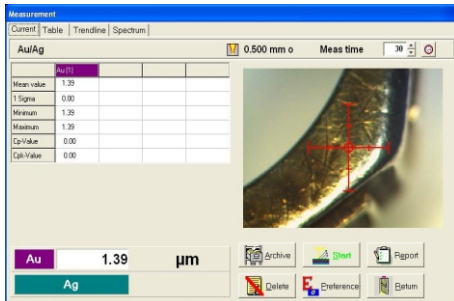 Measurement
Current Table Trendline Spectrum
Au/Ag 0.500 mm o Meas time 30
Au [?]
Mean value 1.39
1 Sigma 0.00
Minimum 1.39
Maximum 1.39
Cp-Value 0.00
Cpk-Value 0.00
Au 1.39 µm
Ag
Archive Start Report
Delete Preference Return